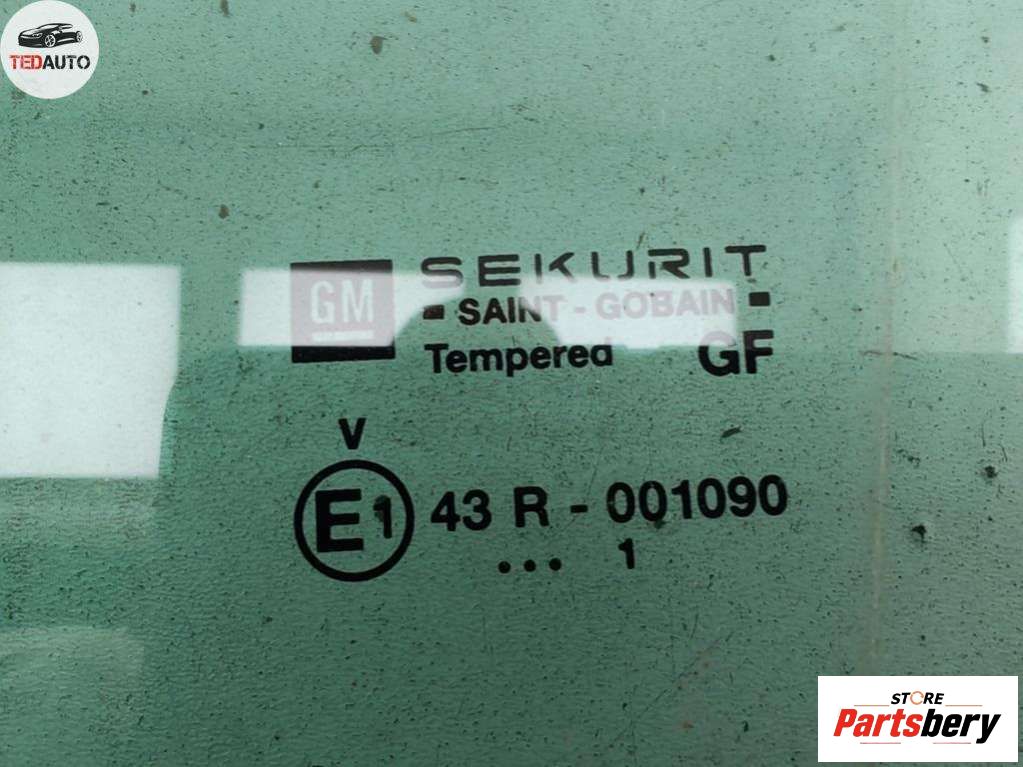 TEDAUTO
GM
SEKURIT
SAINT - GOBAIN
Tempered GF
V
E1 43 R - 001090
... 1
STORE
Partsbery